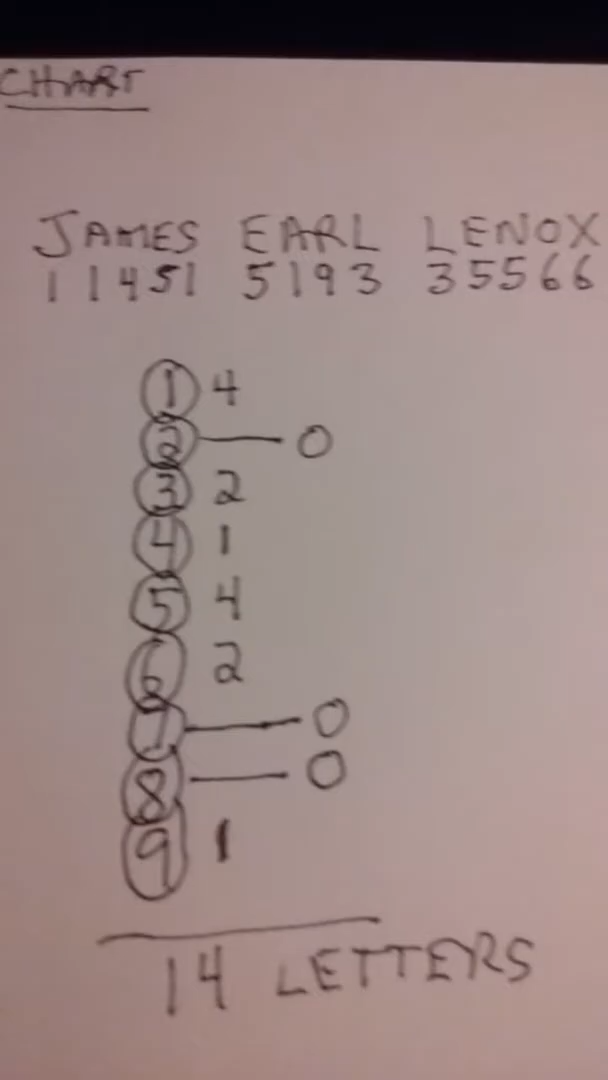 CHART
JAMES EARL LENOX
11451 5193 35566
1 4
2 — 0
3 2
4 1
5 4
6 2
7 — 0
8 — 0
9 1
14 LETTERS